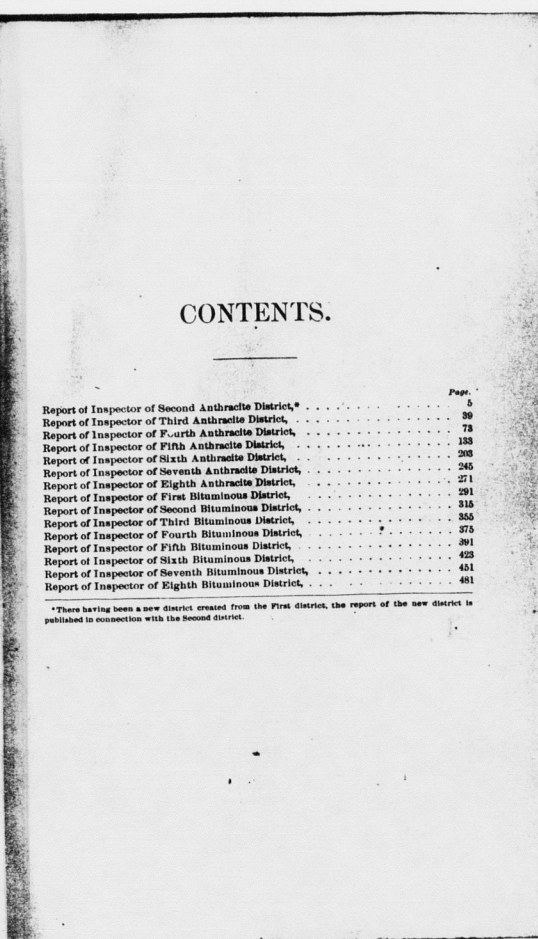 CONTENTS.
Page.
Report of Inspector of Second Anthracite District,* . . . . . . . . . . . . . . . 5
Report of Inspector of Third Anthracite District, . . . . . . . . . . . . . . . . 39
Report of Inspector of Fourth Anthracite District, . . . . . . . . . . . . . . . 73
Report of Inspector of Fifth Anthracite District, . . . . . . . . . . . . . . . . 133
Report of Inspector of Sixth Anthracite District, . . . . . . . . . . . . . . . . 203
Report of Inspector of Seventh Anthracite District, . . . . . . . . . . . . . . . 245
Report of Inspector of Eighth Anthracite District, . . . . . . . . . . . . . . . 271
Report of Inspector of First Bituminous District, . . . . . . . . . . . . . . . 291
Report of Inspector of Second Bituminous District, . . . . . . . . . . . . . . . 315
Report of Inspector of Third Bituminous District, . . . . . . . . . . . . . . . 355
Report of Inspector of Fourth Bituminous District, . . . . . . . . . . . . . . . 375
Report of Inspector of Fifth Bituminous District, . . . . . . . . . . . . . . . . 391
Report of Inspector of Sixth Bituminous District, . . . . . . . . . . . . . . . 423
Report of Inspector of Seventh Bituminous District, . . . . . . . . . . . . . . 451
Report of Inspector of Eighth Bituminous District, . . . . . . . . . . . . . . 481
*There having been a new district created from the First district, the report of the new district is
published in connection with the Second district.